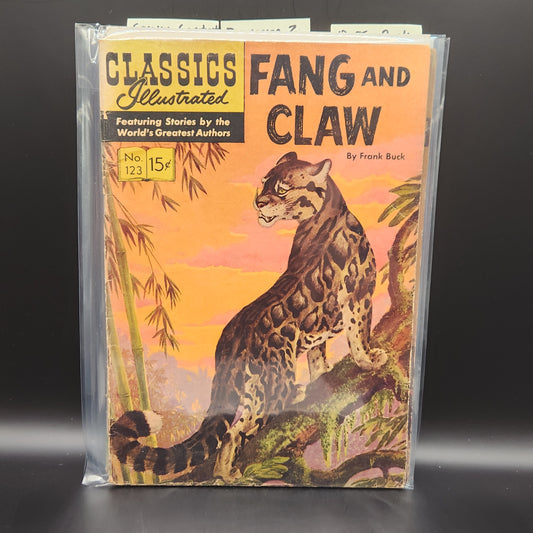 CLASSICS
Illustrated
Featuring Stories by the
World's Greatest Authors
No.
123
15¢
FANG AND
CLAW
By Frank Buck